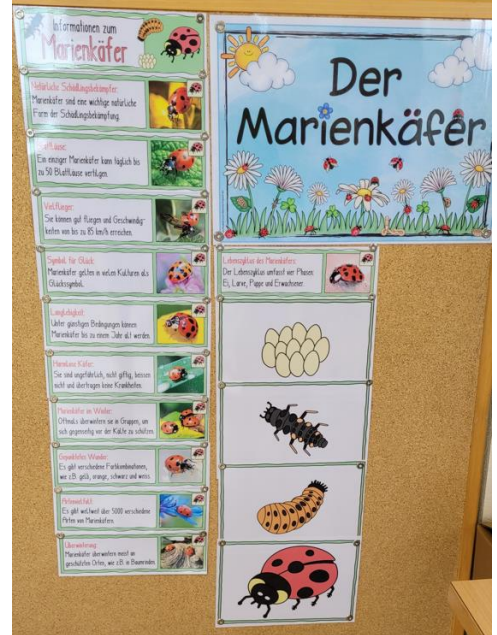 Informationen zum
Marienkäfer
Natürliche Schädlingsbekämpfer:
Marienkäfer sind eine wichtige natürliche
Form der Schädlingsbekämpfung.
Blattläuse:
Ein einziger Marienkäfer kann täglich bis
zu 50 Blattläuse vertilgen.
Vielflieger:
Sie können gut fliegen und Geschwindig-
keiten von bis zu 85 km/h erreichen.
Symbol für Glück:
Marienkäfer gelten in vielen Kulturen als
Glückssymbol.
Langlebigkeit:
Unter günstigen Bedingungen können
Marienkäfer bis zu einem Jahr alt werden.
Harmlose Käfer:
Sie sind ungefährlich, nicht giftig, beissen
nicht und übertragen keine Krankheiten.
Marienkäfer im Winter:
Oftmals überwintern sie in Gruppen, um
sich gegenseitig vor der Kälte zu schützen.
Gepunktetes Wunder:
Es gibt verschiedene Farbkombinationen,
wie z.B. gelb, orange, schwarz und weiss.
Artenvielfalt:
Es gibt weltweit über 5000 verschiedene
Arten von Marienkäfern.
Überwinterung:
Marienkäfer überwintern meist an
geschützten Orten, wie z.B. in Baumrinden.
Der
Marienkäfer
Lebenszyklus des Marienkäfers:
Der Lebenszyklus umfasst vier Phasen:
Ei, Larve, Puppe und Erwachsener.